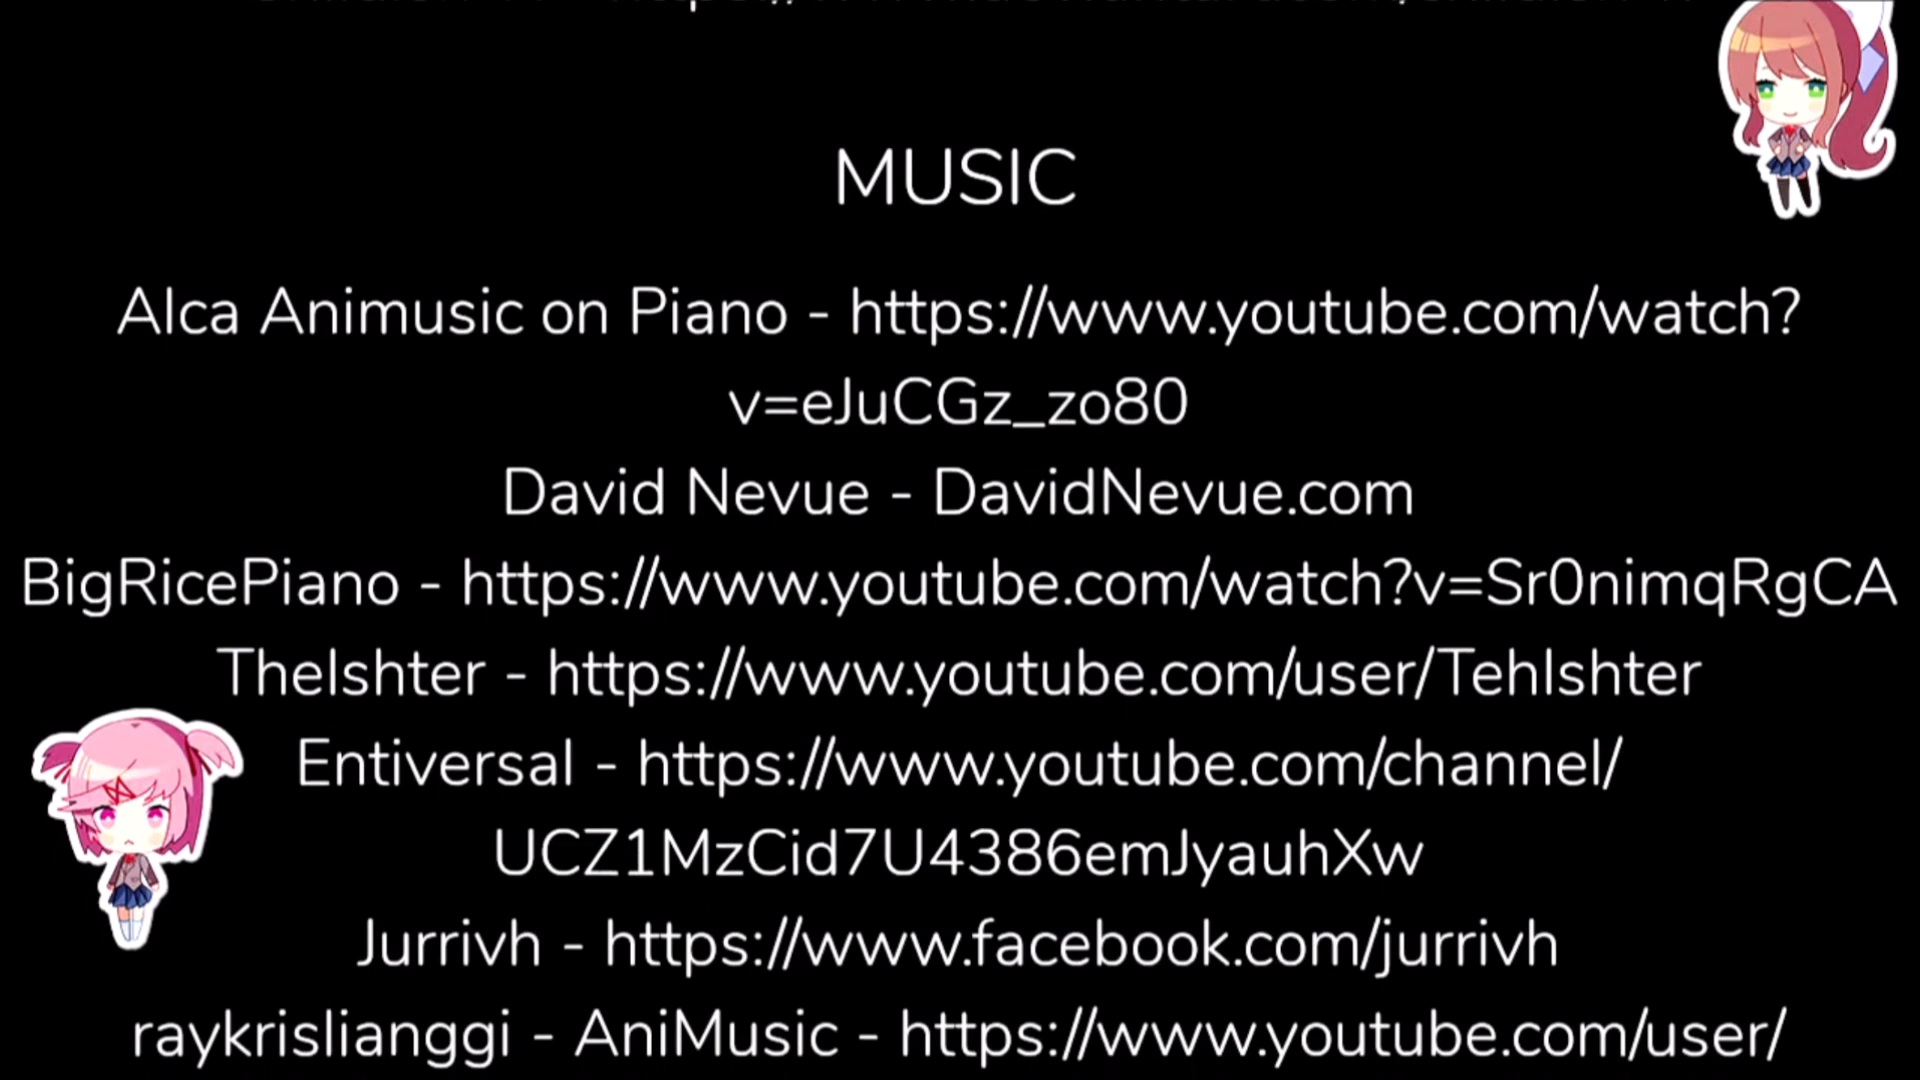 MUSIC
Alca Animusic on Piano - https://www.youtube.com/watch?
v=eJuCGz_zo80
David Nevue - DavidNevue.com
BigRicePiano - https://www.youtube.com/watch?v=Sr0nimqRgCA
TheIshter - https://www.youtube.com/user/TehIshter
Entiversal - https://www.youtube.com/channel/
UCZ1MzCid7U4386emJyauhXw
Jurrivh - https://www.facebook.com/jurrivh
raykrislianggi - AniMusic - https://www.youtube.com/user/